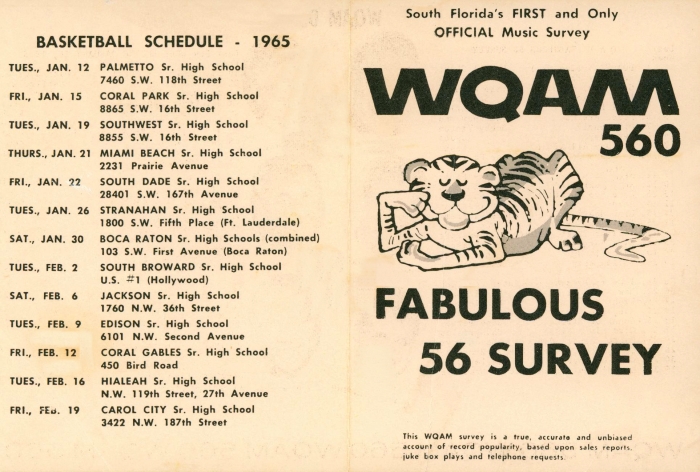 BASKETBALL SCHEDULE - 1965
TUES., JAN. 12 PALMETTO Sr. High School
7460 S.W. 118th Street
FRI., JAN. 15 CORAL PARK Sr. High School
8865 S.W. 16th Street
TUES., JAN. 19 SOUTHWEST Sr. High School
8855 S.W. 16th Street
THURS., JAN. 21 MIAMI BEACH Sr. High School
2231 Prairie Avenue
FRI., JAN. 22 SOUTH DADE Sr. High School
28401 S.W. 167th Avenue
TUES., JAN. 26 STRANAHAN Sr. High School
1800 S.W. Fifth Place (Ft. Lauderdale)
SAT., JAN. 30 BOCA RATON Sr. High Schools (combined)
103 S.W. First Avenue (Boca Raton)
TUES., FEB. 2 SOUTH BROWARD Sr. High School
U.S. #1 (Hollywood)
SAT., FEB. 6 JACKSON Sr. High School
1760 N.W. 36th Street
TUES., FEB. 9 EDISON Sr. High School
6101 N.W. Second Avenue
FRI., FEB. 12 CORAL GABLES Sr. High School
450 Bird Road
TUES., FEB. 16 HIALEAH Sr. High School
N.W. 119th Street, 27th Avenue
FRI., FEB. 19 CAROL CITY Sr. High School
3422 N.W. 187th Street
South Florida's FIRST and Only
OFFICIAL Music Survey
WQAM
560
FABULOUS
56 SURVEY
This WQAM survey is a true, accurate and unbiased
account of record popularity, based upon sales reports,
juke box plays and telephone requests.